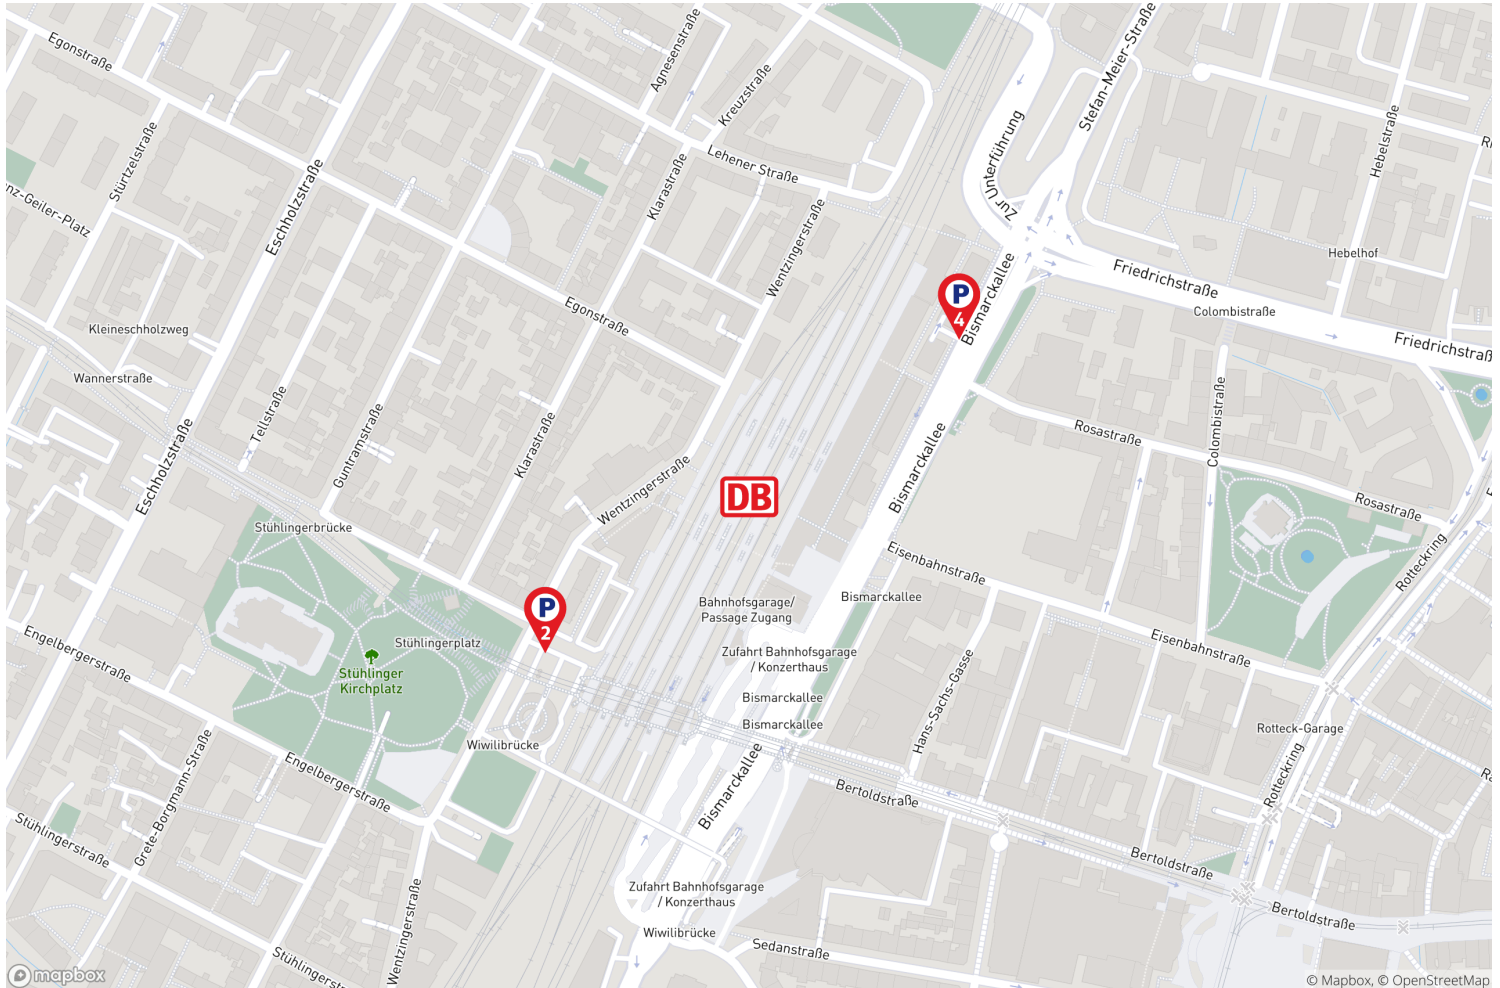 Egonstraße
Agnesenstraße
Kreuzstraße
Stefan-Meier-Straße
Zur Unterführung
Hebelstraße
Stürtzelstraße
Lehener Straße
Klarastraße
Eschholzstraße
nz-Geiler-Platz
Wentzingerstraße
Hebelhof
Friedrichstraße
Colombistraße
P
4
Bismarckallee
Egonstraße
Kleineschholzweg
Friedrichstraß
Wannerstraße
Tellstraße
Guntramstraße
Klarastraße
Colombistraße
Rosastraße
Eschholzstraße
Bismarckallee
Wentzingerstraße
DB
Rosastraße
Stühlingerbrücke
Eisenbahnstraße
Rotteckring
P
2
Bahnhofsgarage/
Passage Zugang
Bismarckallee
Stühlingerplatz
Engelbergerstraße
Zufahrt Bahnhofsgarage
/ Konzerthaus
Eisenbahnstraße
Stühlinger
Kirchplatz
Bismarckallee
Bismarckallee
Hans-Sachs-Gasse
Rotteck-Garage
Wiwilibrücke
Grete-Borgmann-Straße
Engelbergerstraße
Bismarckallee
Bertoldstraße
Rotteckring
Stühlingerstraße
Bertoldstraße
Zufahrt Bahnhofsgarage
/ Konzerthaus
Wentzingerstraße
Bertoldstraße
Wiwilibrücke
Sedanstraße
Stühlingerstraß
mapbox
© Mapbox, © OpenStreetMap